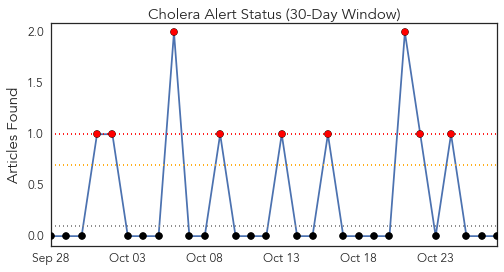 Cholera Alert Status (30-Day Window)
Articles Found
2.0
1.5
1.0
0.5
0.0
Sep 28 Oct 03 Oct 08 Oct 13 Oct 18 Oct 23